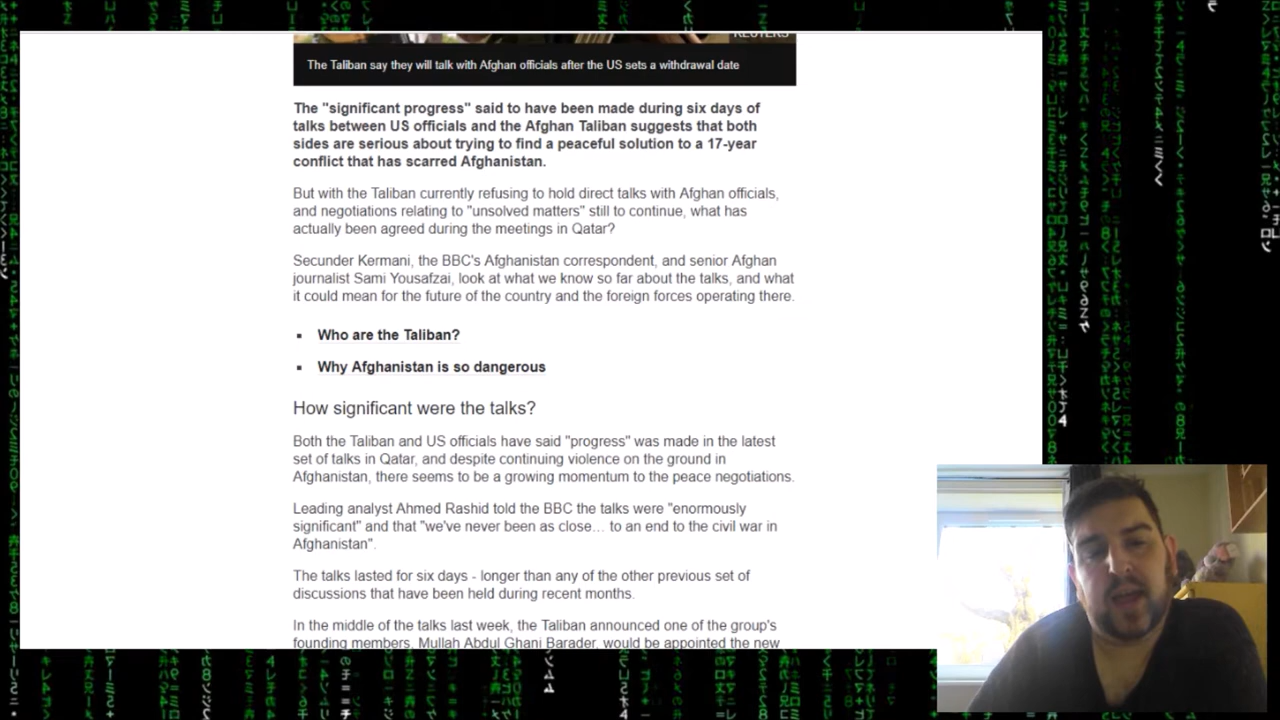 REUTERS
The Taliban say they will talk with Afghan officials after the US sets a withdrawal date
The "significant progress" said to have been made during six days of
talks between US officials and the Afghan Taliban suggests that both
sides are serious about trying to find a peaceful solution to a 17-year
conflict that has scarred Afghanistan.
But with the Taliban currently refusing to hold direct talks with Afghan officials,
and negotiations relating to "unsolved matters" still to continue, what has
actually been agreed during the meetings in Qatar?
Secunder Kermani, the BBC's Afghanistan correspondent, and senior Afghan
journalist Sami Yousafzai, look at what we know so far about the talks, and what
it could mean for the future of the country and the foreign forces operating there.
▪ Who are the Taliban?
▪ Why Afghanistan is so dangerous
How significant were the talks?
Both the Taliban and US officials have said "progress" was made in the latest
set of talks in Qatar, and despite continuing violence on the ground in
Afghanistan, there seems to be a growing momentum to the peace negotiations.
Leading analyst Ahmed Rashid told the BBC the talks were "enormously
significant" and that "we've never been as close... to an end to the civil war in
Afghanistan".
The talks lasted for six days - longer than any of the other previous set of
discussions that have been held during recent months.
In the middle of the talks last week, the Taliban announced one of the group's
founding members, Mullah Abdul Ghani Baradar, would be appointed the new